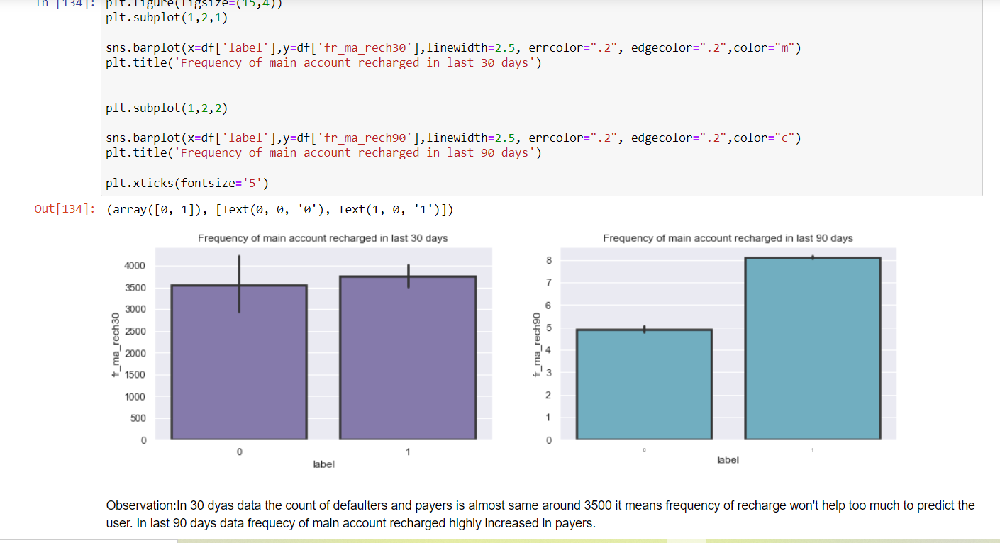 In [134]: plt.figure(figsize=(15,4))
plt.subplot(1,2,1)
sns.barplot(x=df['label'],y=df['fr_ma_rech30'],linewidth=2.5, errcolor=".2", edgecolor=".2",color="m")
plt.title('Frequency of main account recharged in last 30 days')
plt.subplot(1,2,2)
sns.barplot(x=df['label'],y=df['fr_ma_rech90'],linewidth=2.5, errcolor=".2", edgecolor=".2",color="c")
plt.title('Frequency of main account recharged in last 90 days')
plt.xticks(fontsize='5')
Out[134]: (array([0, 1]), [Text(0, 0, '0'), Text(1, 0, '1')])
Frequency of main account recharged in last 30 days
4000
3500
3000
2500
2000
1500
1000
500
0
fr_ma_rech30
0 1
label
Frequency of main account recharged in last 90 days
8
7
6
5
4
3
2
1
0
fr_ma_rech90
0 1
label
Observation:In 30 dyas data the count of defaulters and payers is almost same around 3500 it means frequency of recharge won't help too much to predict the
user. In last 90 days data frequecy of main account recharged highly increased in payers.